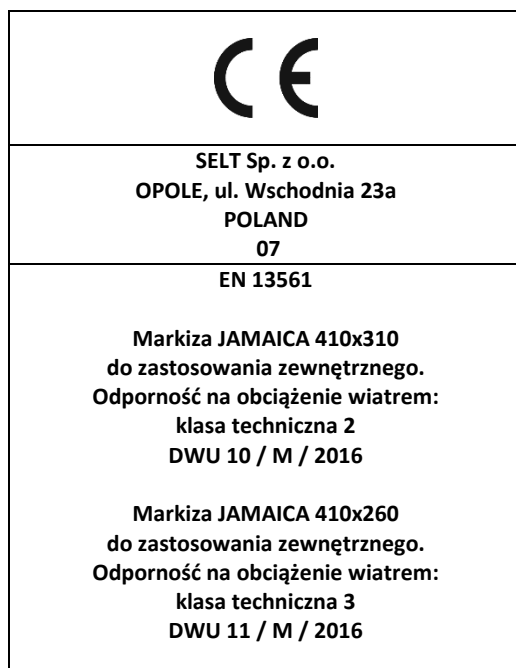 CE
SELT Sp. z o.o.
OPOLE, ul. Wschodnia 23a
POLAND
07
EN 13561
Markiza JAMAICA 410x310
do zastosowania zewnętrznego.
Odporność na obciążenie wiatrem:
klasa techniczna 2
DWU 10 / M / 2016
Markiza JAMAICA 410x260
do zastosowania zewnętrznego.
Odporność na obciążenie wiatrem:
klasa techniczna 3
DWU 11 / M / 2016